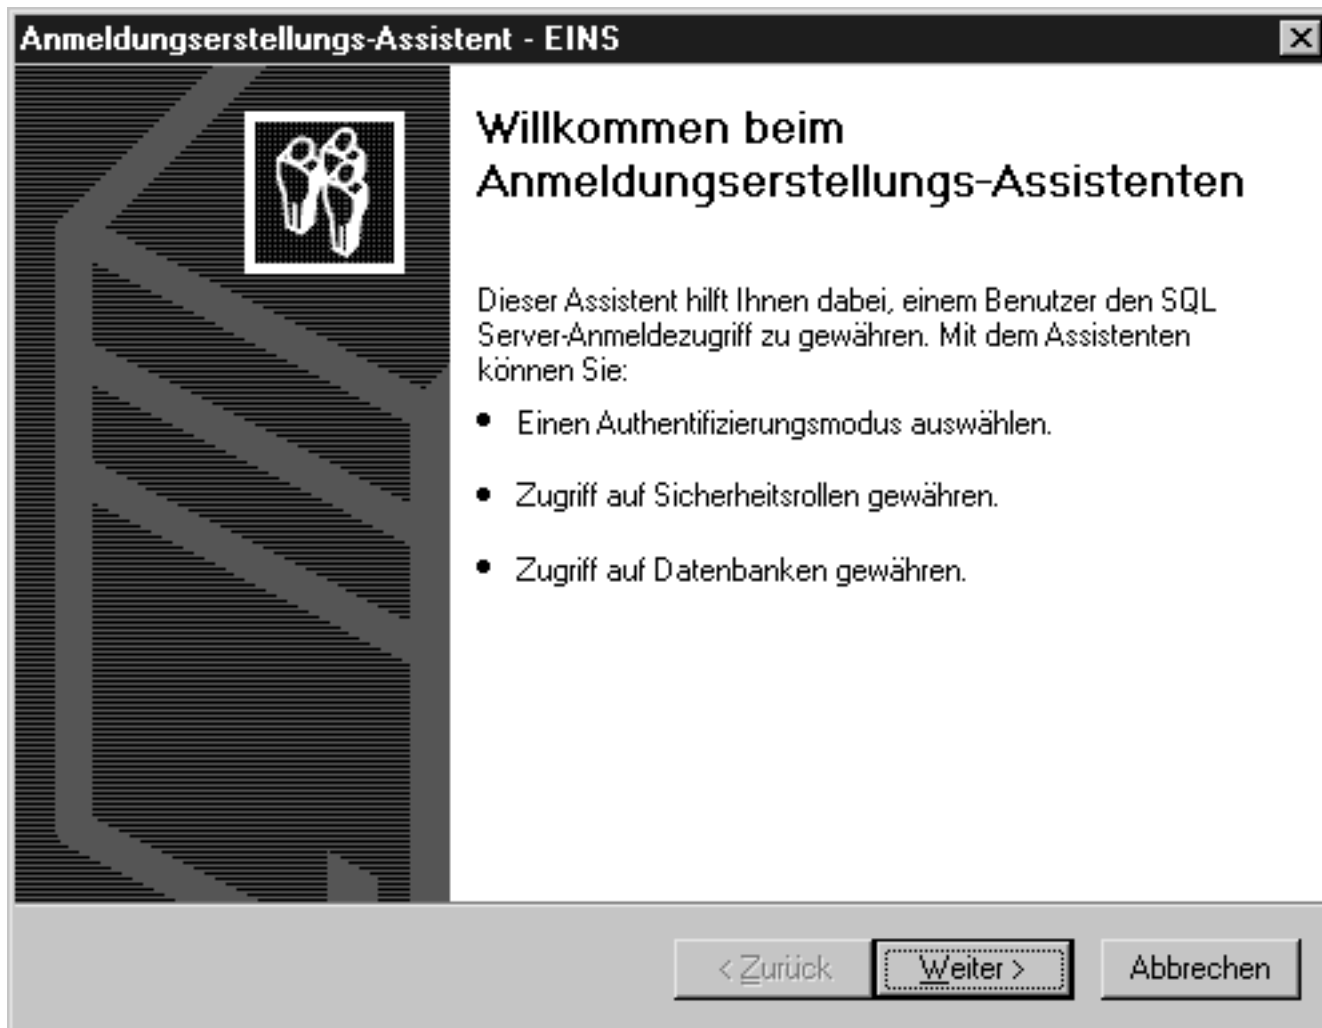 Anmeldungserstellungs-Assistent - EINS
Willkommen beim
Anmeldungserstellungs-Assistenten
Dieser Assistent hilft Ihnen dabei, einem Benutzer den SQL
Server-Anmeldezugriff zu gewähren. Mit dem Assistenten
können Sie:
• Einen Authentifizierungsmodus auswählen.
• Zugriff auf Sicherheitsrollen gewähren.
• Zugriff auf Datenbanken gewähren.
< Zurück
Weiter >
Abbrechen